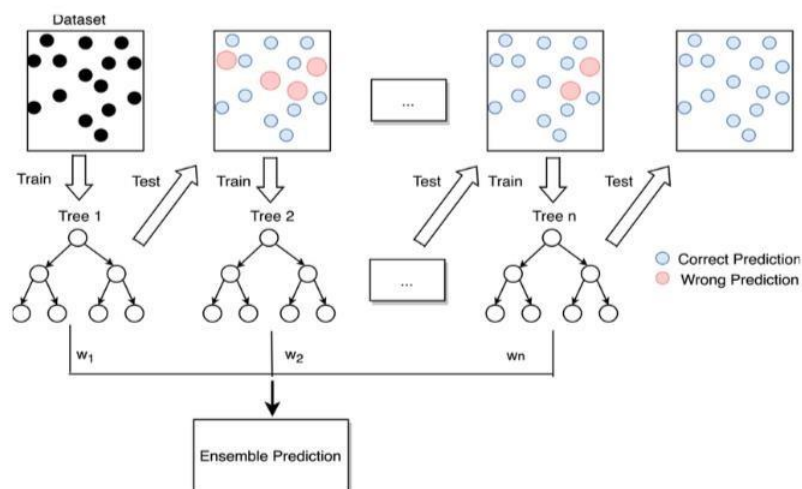 Dataset
...
Train
Test
Train
Test
Train
Test
Tree 1
Tree 2
Tree n
Correct Prediction
Wrong Prediction
...
w1
w2
wn
Ensemble Prediction